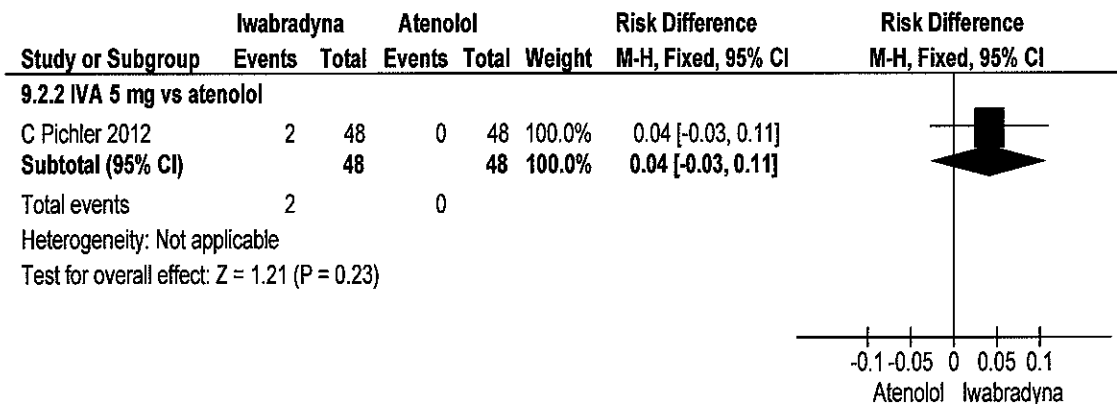 Iwabradyna Atenolol Risk Difference Risk Difference
Study or Subgroup Events Total Events Total Weight M-H, Fixed, 95% CI M-H, Fixed, 95% CI
9.2.2 IVA 5 mg vs atenolol
C Pichler 2012 2 48 0 48 100.0% 0.04 [-0.03, 0.11]
Subtotal (95% CI) 48 48 100.0% 0.04 [-0.03, 0.11]
Total events 2 0
Heterogeneity: Not applicable
Test for overall effect: Z = 1.21 (P = 0.23)
-0.1 -0.05 0 0.05 0.1
Atenolol Iwabradyna